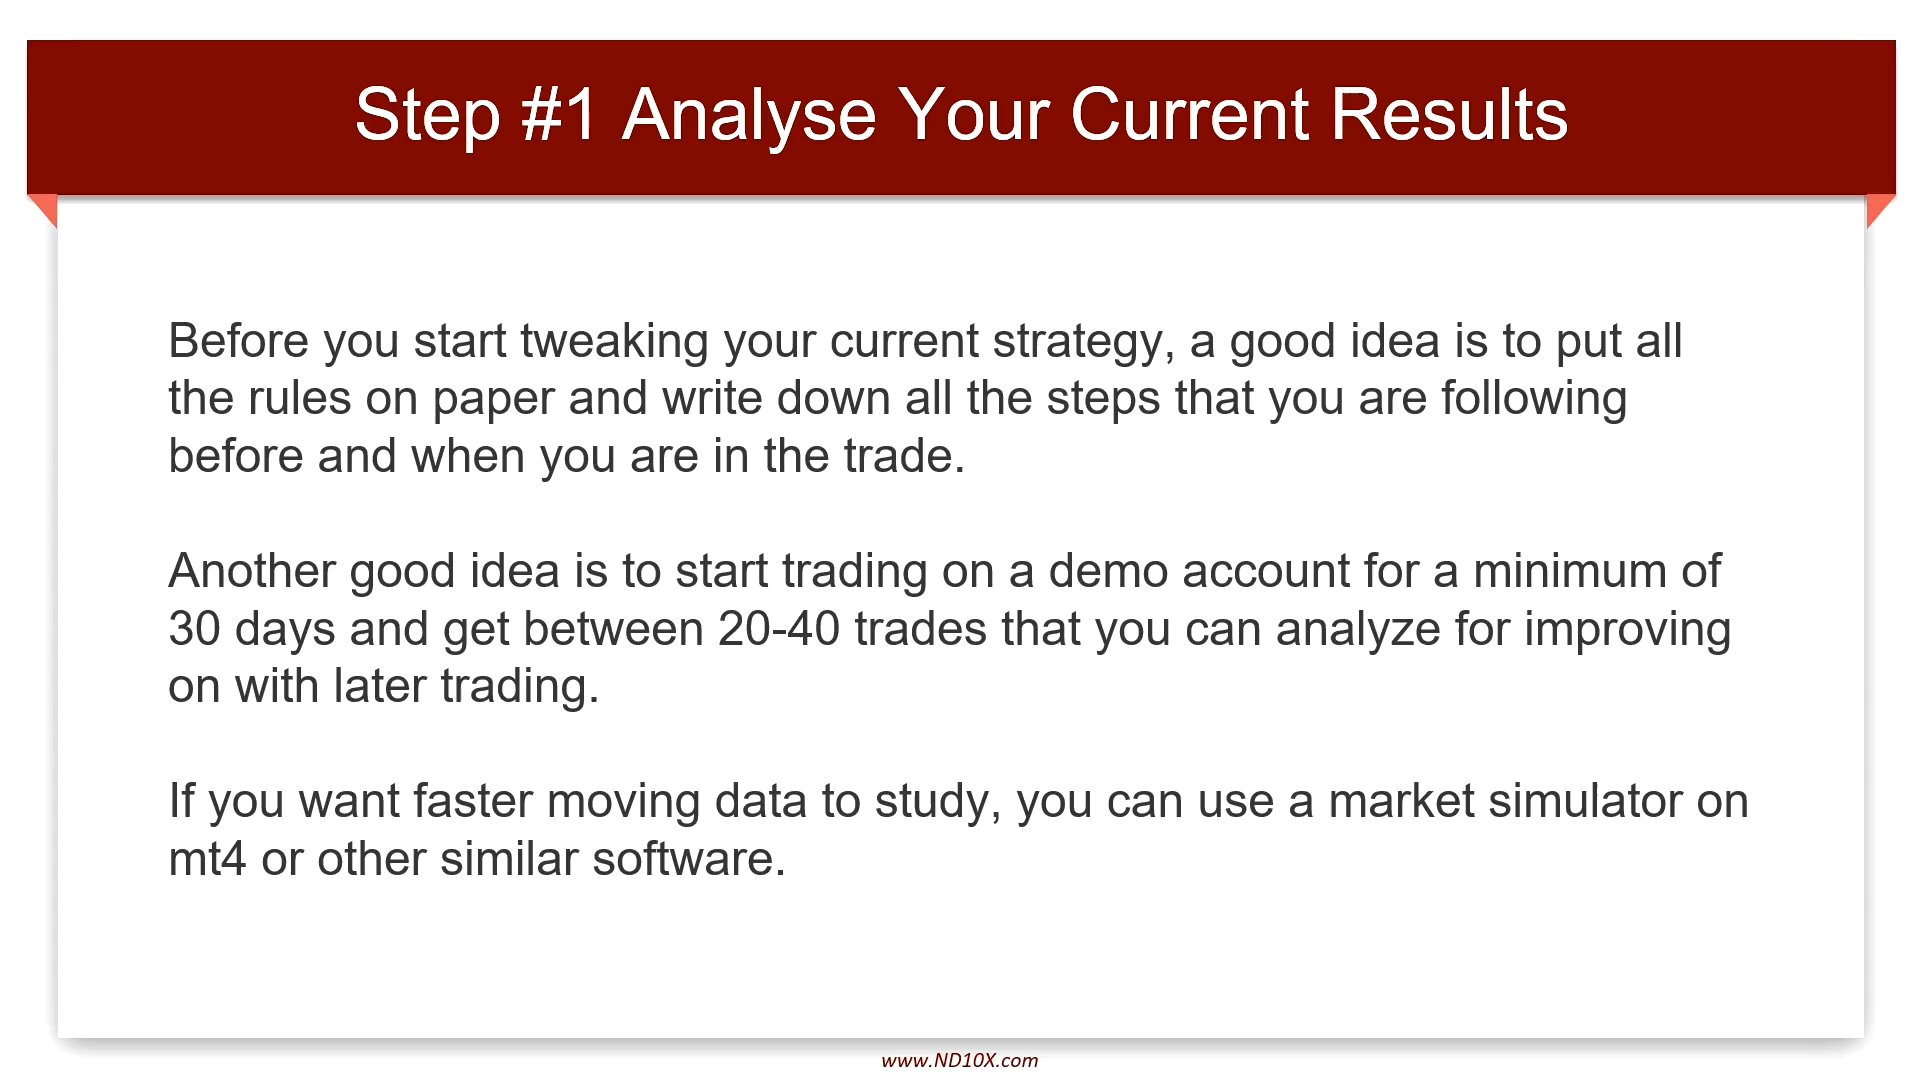 Step #1 Analyse Your Current Results
Before you start tweaking your current strategy, a good idea is to put all
the rules on paper and write down all the steps that you are following
before and when you are in the trade.
Another good idea is to start trading on a demo account for a minimum of
30 days and get between 20-40 trades that you can analyze for improving
on with later trading.
If you want faster moving data to study, you can use a market simulator on
mt4 or other similar software.
www.ND10X.com